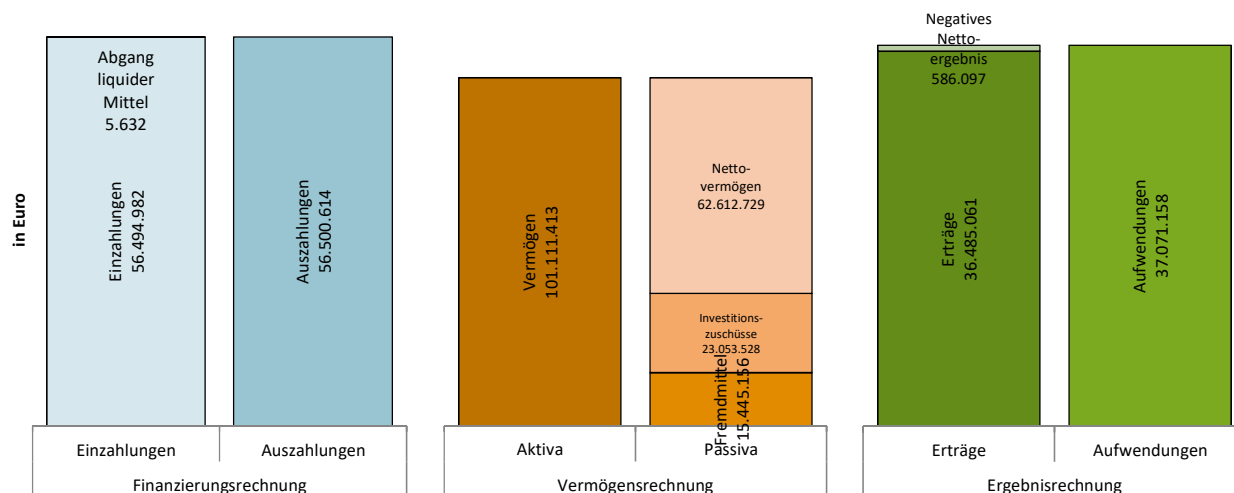 in Euro
Abgang
liquider
Mittel
5.632
Einzahlungen
56.494.982
Auszahlungen
56.500.614
Vermögen
101.111.413
Netto-
vermögen
62.612.729
Investitions-
zuschüsse
23.053.528
Fremdmittel
15.445.156
Negatives
Netto-
ergebnis
586.097
Erträge
36.485.061
Aufwendungen
37.071.158
Einzahlungen
Auszahlungen
Aktiva
Passiva
Erträge
Aufwendungen
Finanzierungsrechnung
Vermögensrechnung
Ergebnisrechnung